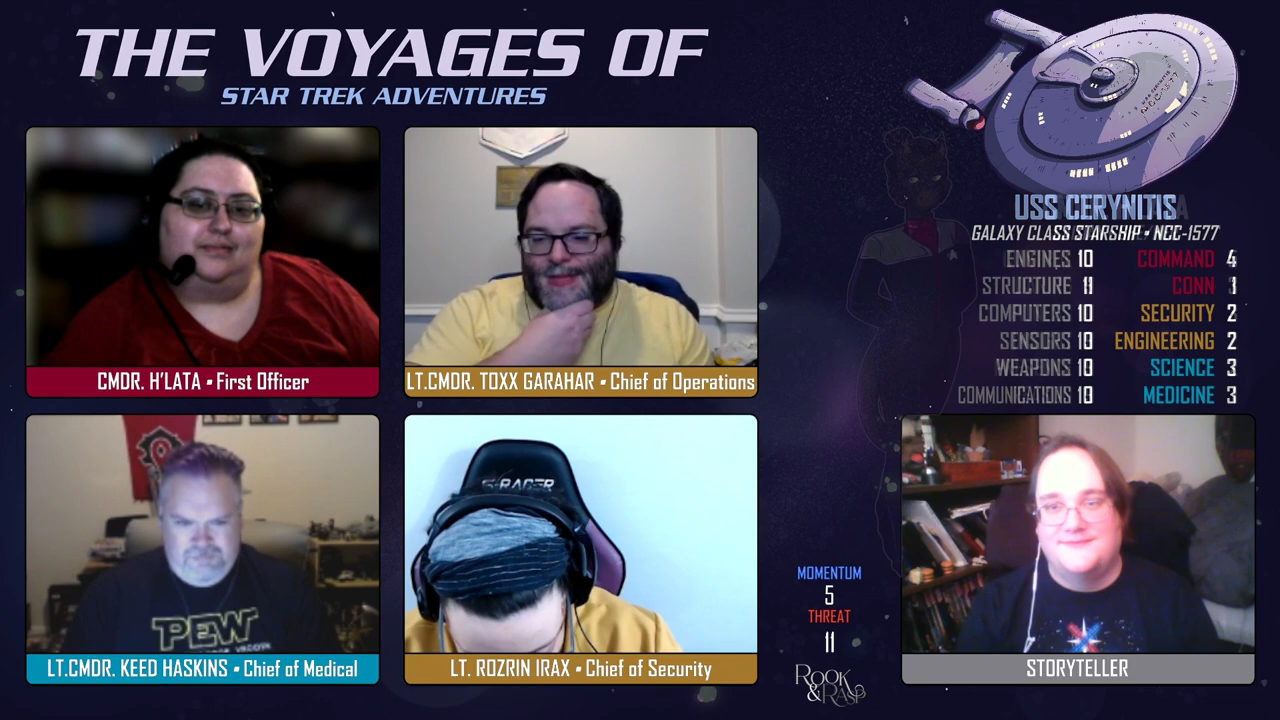 THE VOYAGES OF
STAR TREK ADVENTURES
NCC-1577
USS CERYNITIS
GALAXY CLASS STARSHIP • NCC-1577
ENGINES 10 COMMAND 4
STRUCTURE 11 CONN 1
COMPUTERS 10 SECURITY 2
SENSORS 10 ENGINEERING 2
WEAPONS 10 SCIENCE 3
COMMUNICATIONS 10 MEDICINE 3
CMDR. H'LATA • First Officer
LT.CMDR. TOXX GARAHAR • Chief of Operations
S-RACER
PEW
LT.CMDR. KEED HASKINS • Chief of Medical
LT. ROZRIN IRAX • Chief of Security
MOMENTUM
5
THREAT
11
ROOK
& RASP
STORYTELLER